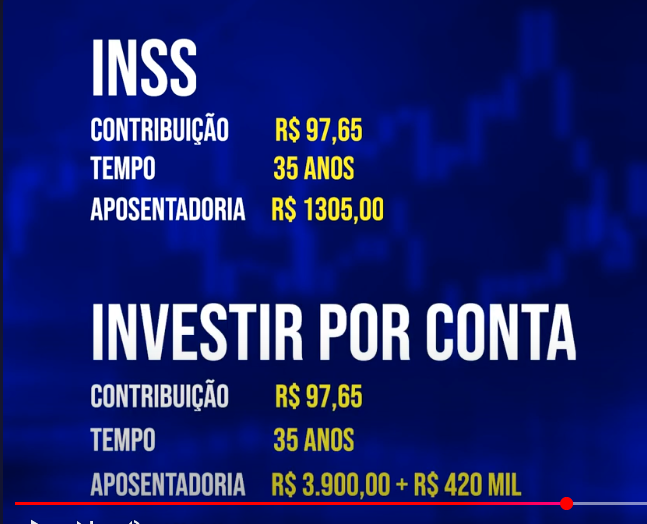 INSS
CONTRIBUIÇÃO R$ 97,65
TEMPO 35 ANOS
APOSENTADORIA R$ 1305,00
INVESTIR POR CONTA
CONTRIBUIÇÃO R$ 97,65
TEMPO 35 ANOS
APOSENTADORIA R$ 3.900,00 + R$ 420 MIL